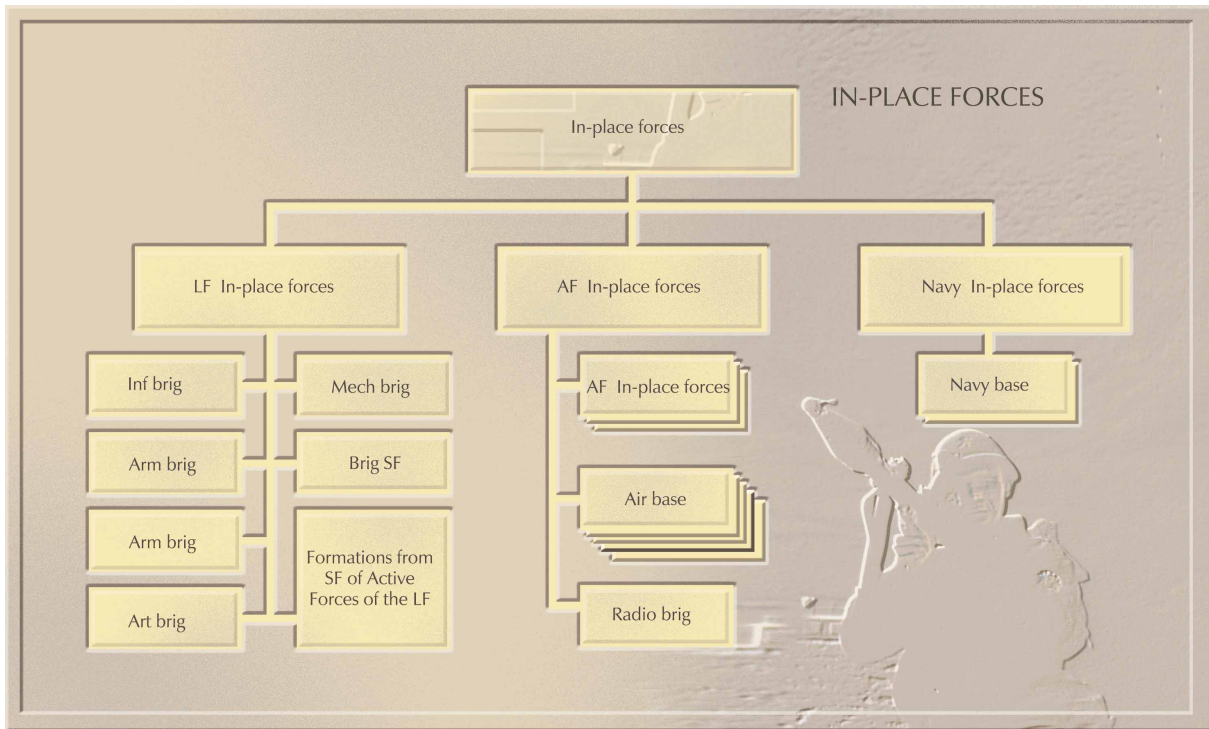 IN-PLACE FORCES
In-place forces
LF In-place forces
AF In-place forces
Navy In-place forces
Inf brig
Mech brig
Arm brig
Brig SF
Arm brig
Formations from
SF of Active
Forces of the LF
Art brig
AF In-place forces
Air base
Radio brig
Navy base